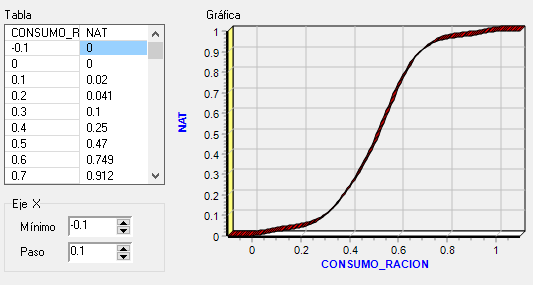 Tabla
CONSUMO_R NAT
-0.1 0
0 0
0.1 0.02
0.2 0.041
0.3 0.1
0.4 0.25
0.5 0.47
0.6 0.749
0.7 0.912
Eje X
Mínimo -0.1
Paso 0.1
Gráfica
1
0.9
0.8
0.7
0.6
0.5
0.4
0.3
0.2
0.1
0
NAT
0 0.2 0.4 0.6 0.8 1
CONSUMO_RACION